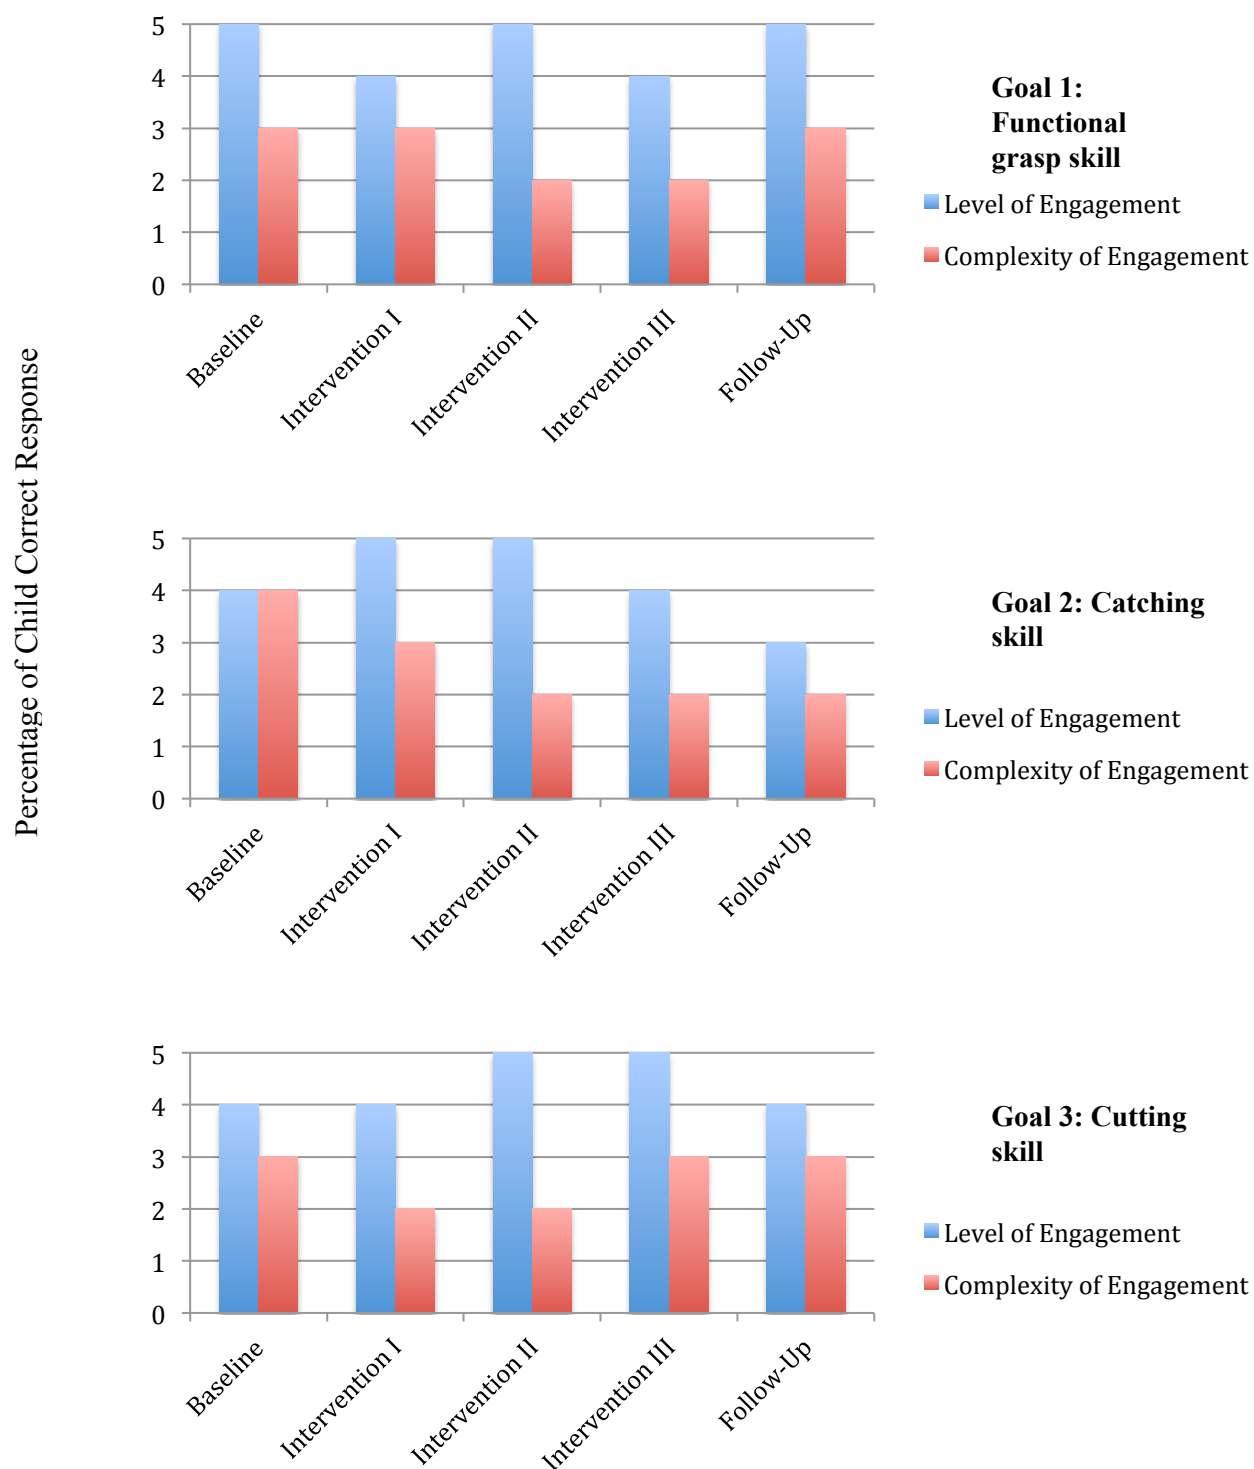 Percentage of Child Correct Response
5
4
3
2
1
0
Baseline
Intervention I
Intervention II
Intervention III
Follow-Up
Goal 1:
Functional
grasp skill
Level of Engagement
Complexity of Engagement
5
4
3
2
1
0
Baseline
Intervention I
Intervention II
Intervention III
Follow-Up
Goal 2: Catching
skill
Level of Engagement
Complexity of Engagement
5
4
3
2
1
0
Baseline
Intervention I
Intervention II
Intervention III
Follow-Up
Goal 3: Cutting
skill
Level of Engagement
Complexity of Engagement